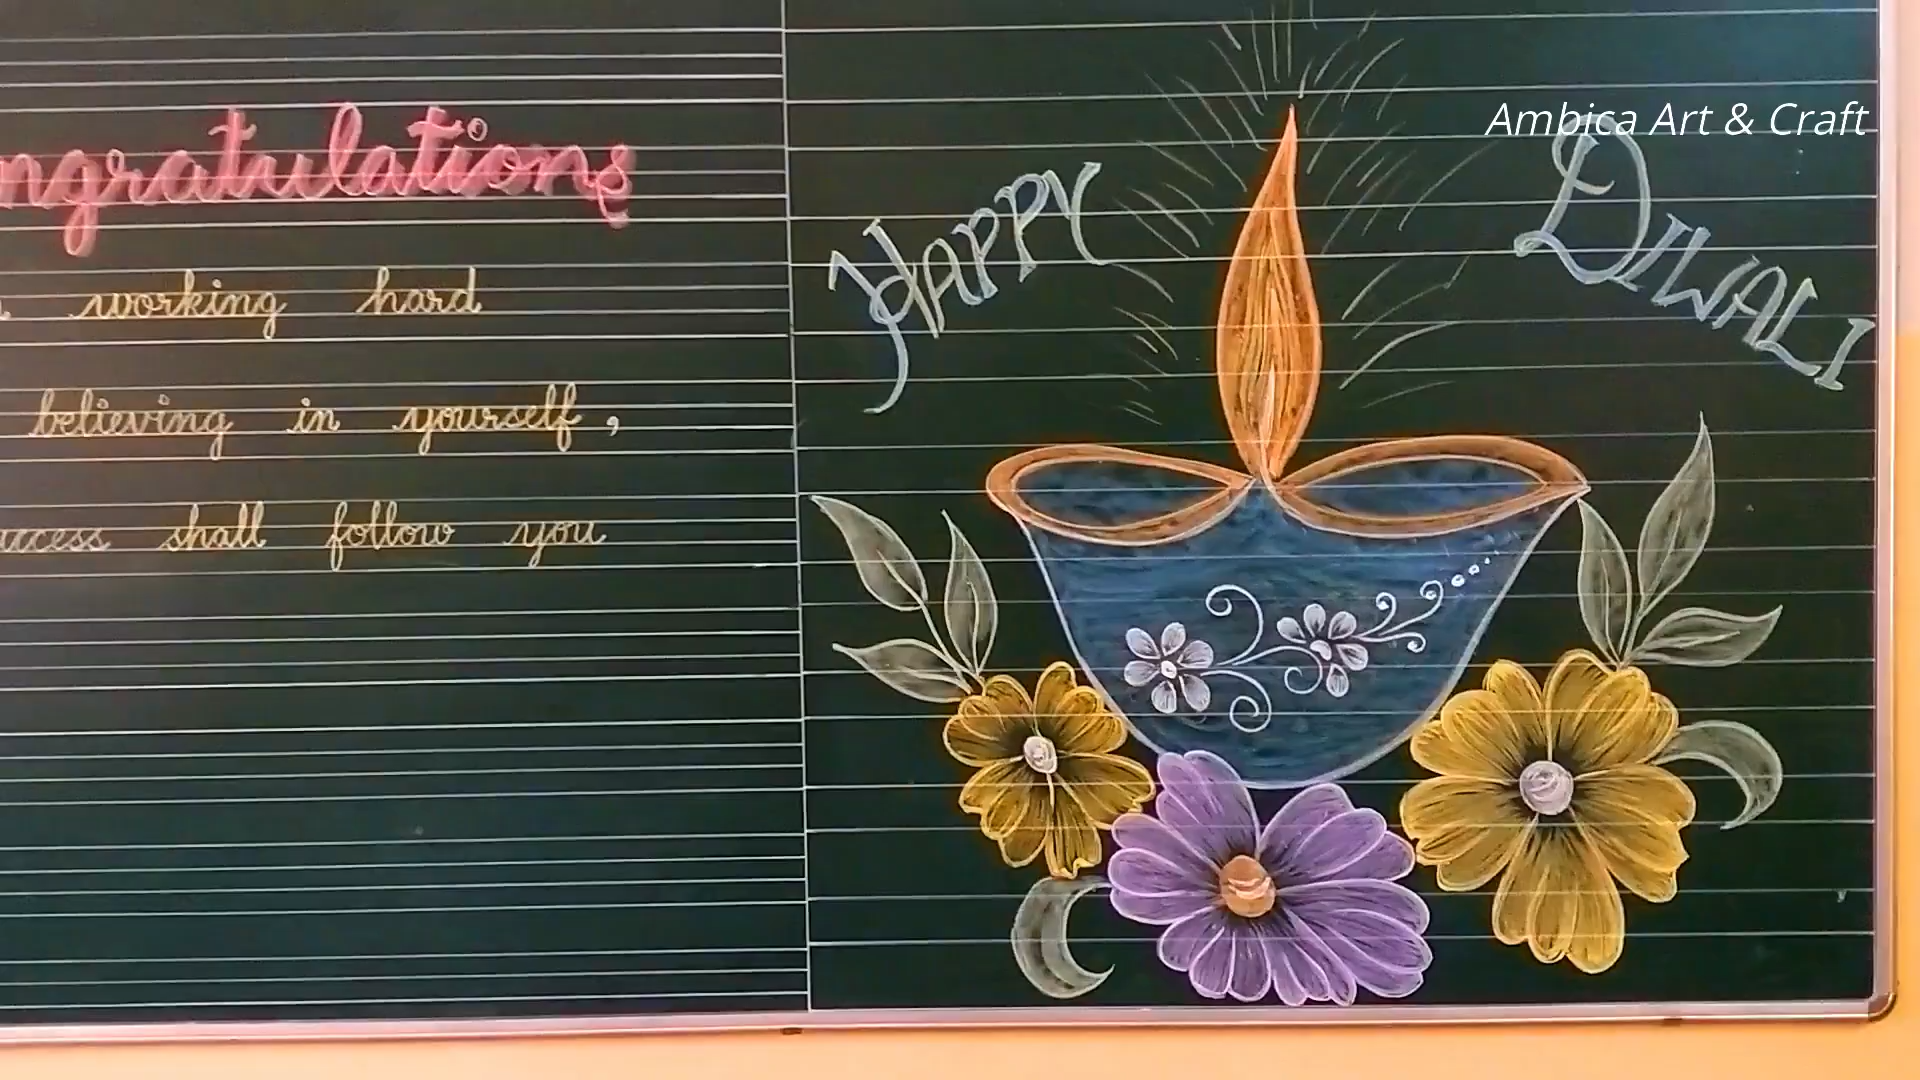 ngratulations
working hard
believing in yourself,
uccess shall follow you
Ambica Art & Craft
HAPPY DIWALI